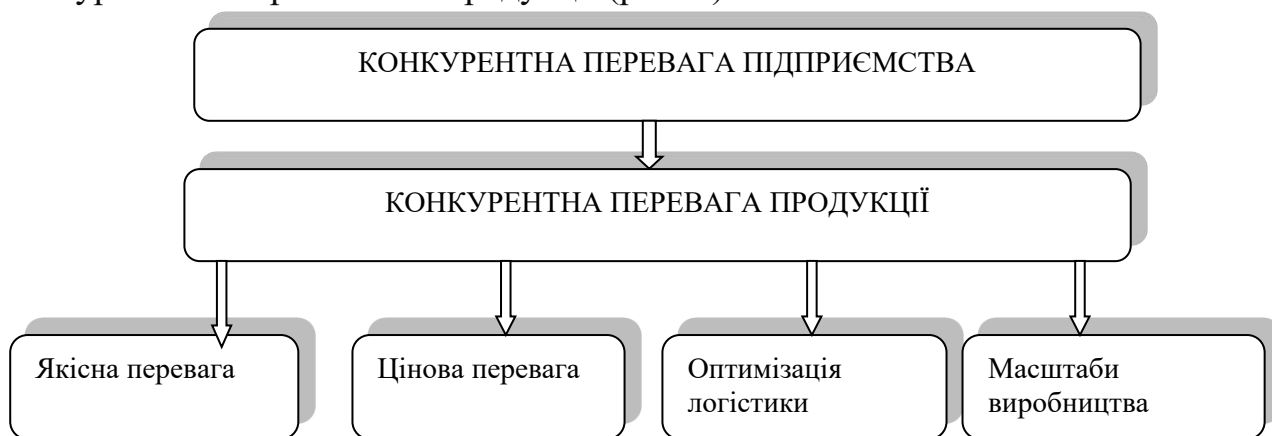 КОНКУРЕНТНА ПЕРЕВАГА ПІДПРИЄМСТВА
КОНКУРЕНТНА ПЕРЕВАГА ПРОДУКЦІЇ
Якісна перевага
Цінова перевага
Оптимізація
логістики
Масштаби
виробництва